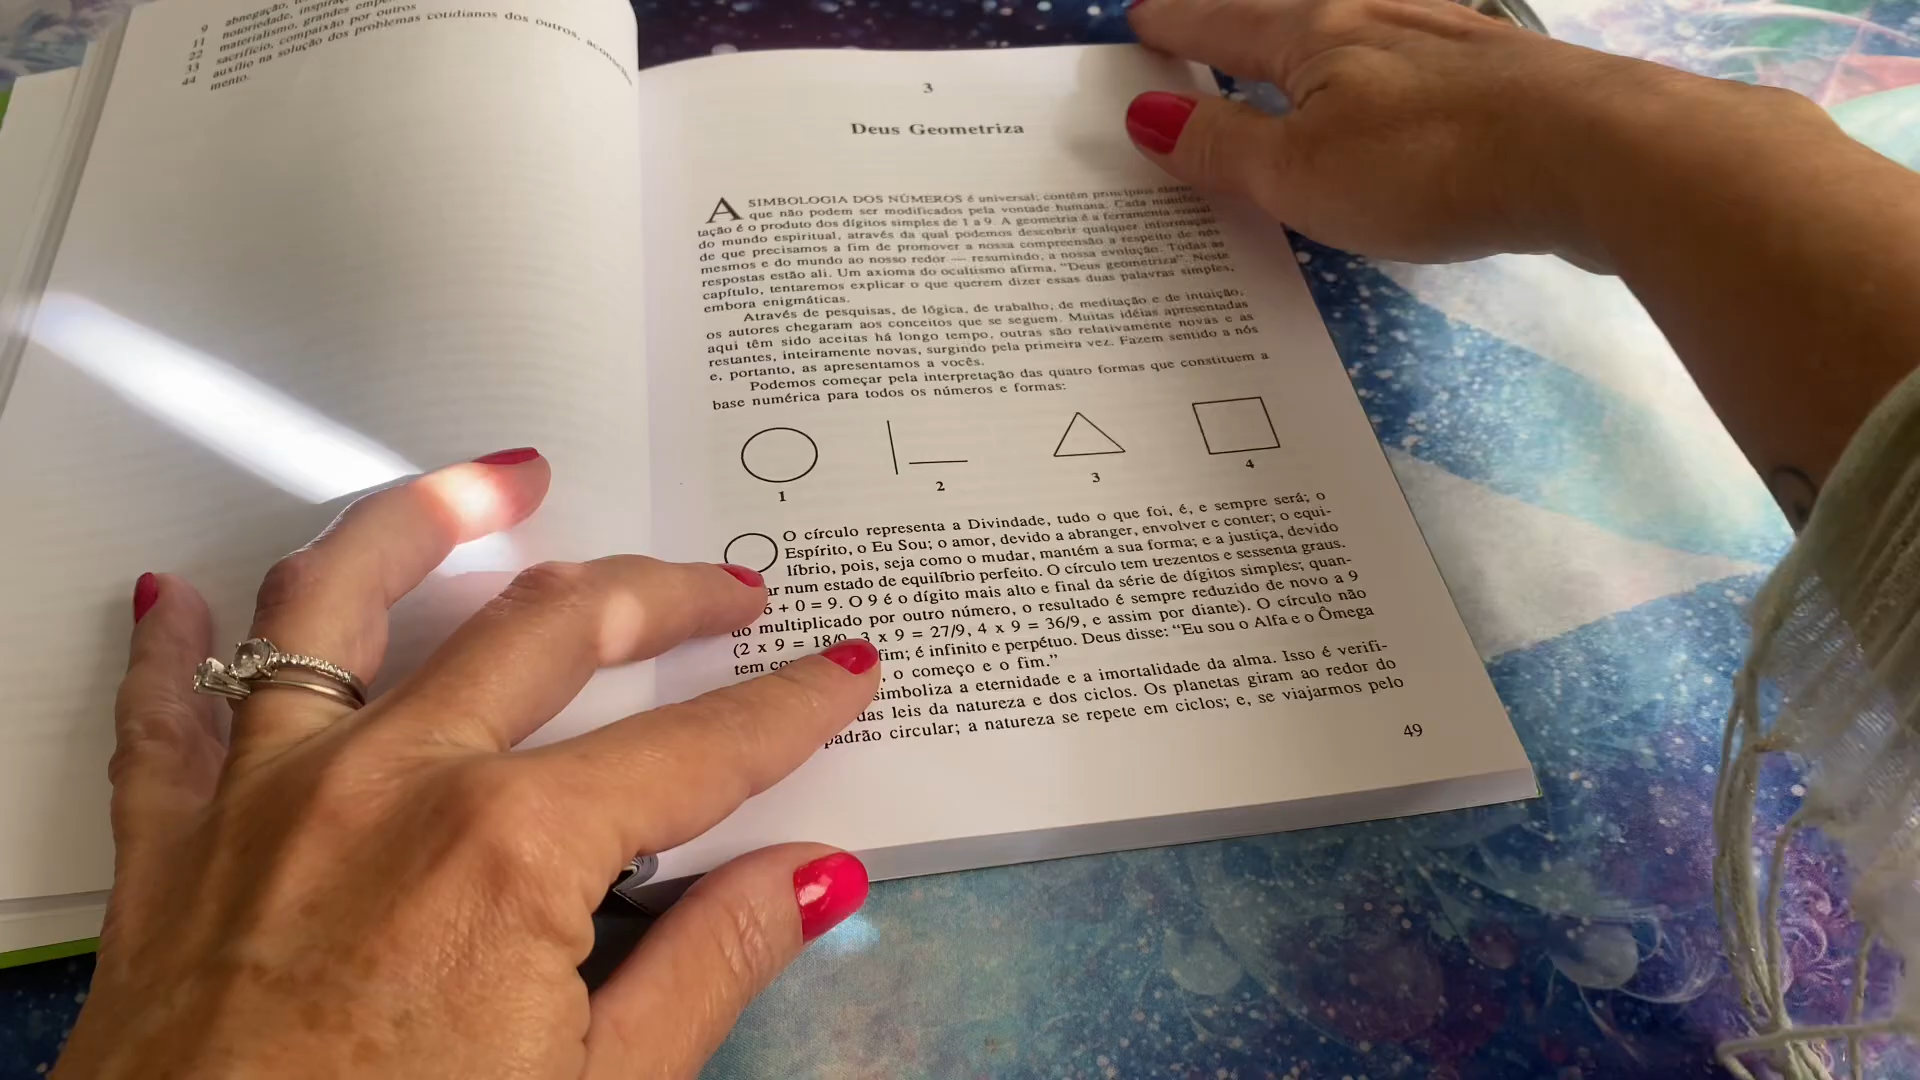 9 abnegação,
11 notoriedade,
22 materialismo, grandes
33 sacrifício, compaixão por outros
44 auxílio na solução dos problemas cotidianos dos outros,
mento.
3
Deus Geometriza
A SIMBOLOGIA DOS NÚMEROS é universal; contém princípios
que não podem ser modificados pela vontade humana. Cada
tação é o produto dos dígitos simples de 1 a 9. A geometria é a ferramenta
do mundo espiritual, através da qual podemos descobrir qualquer informação
de que precisamos a fim de promover a nossa compreensão a respeito de nós
mesmos e do mundo ao nosso redor — resumindo, a nossa evolução. Todas as
respostas estão ali. Um axioma do ocultismo afirma, “Deus geometriza”. Neste
capítulo, tentaremos explicar o que querem dizer essas duas palavras simples,
embora enigmáticas.
Através de pesquisas, de lógica, de trabalho, de meditação e de intuição,
os autores chegaram aos conceitos que se seguem. Muitas idéias apresentadas
aqui têm sido aceitas há longo tempo, outras são relativamente novas e as
restantes, inteiramente novas, surgindo pela primeira vez. Fazem sentido a nós
e, portanto, as apresentamos a vocês.
Podemos começar pela interpretação das quatro formas que constituem a
base numérica para todos os números e formas:
1 2 3 4
O círculo representa a Divindade, tudo o que foi, é, e sempre será; o
Espírito, o Eu Sou; o amor, devido a abranger, envolver e conter; o equi-
líbrio, pois, seja como o mudar, mantém a sua forma; e a justiça, devido
ar num estado de equilíbrio perfeito. O círculo tem trezentos e sessenta graus.
6 + 0 = 9. O 9 é o dígito mais alto e final da série de dígitos simples; quan-
do multiplicado por outro número, o resultado é sempre reduzido de novo a 9
(2 x 9 = 18/9, 3 x 9 = 27/9, 4 x 9 = 36/9, e assim por diante). O círculo não
tem fim; é infinito e perpétuo. Deus disse: “Eu sou o Alfa e o Ômega
, o começo e o fim.”
simboliza a eternidade e a imortalidade da alma. Isso é verifi-
das leis da natureza e dos ciclos. Os planetas giram ao redor do
padrão circular; a natureza se repete em ciclos; e, se viajarmos pelo
49